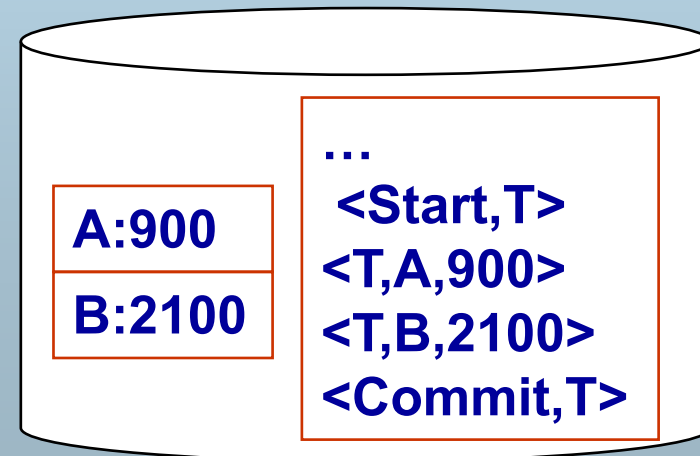 A:900
B:2100
…
<Start,T>
<T,A,900>
<T,B,2100>
<Commit,T>